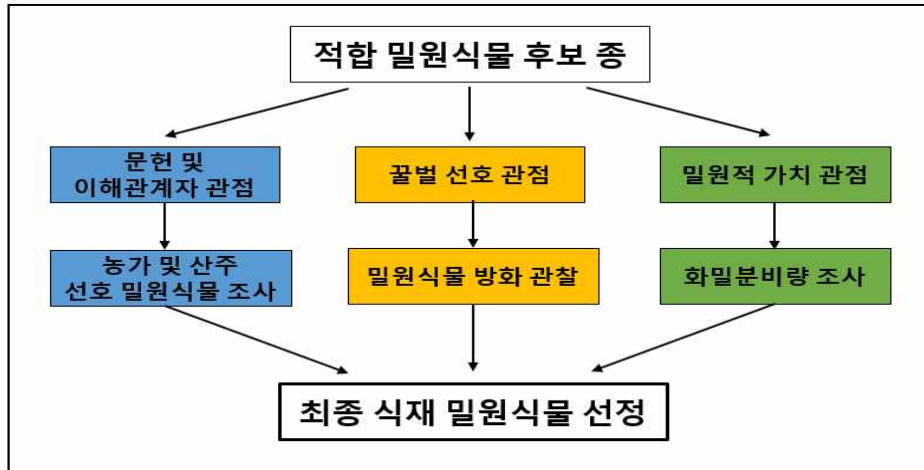 적합 밀원식물 후보 종
문헌 및
이해관계자 관점
꿀벌 선호 관점
밀원적 가치 관점
농가 및 산주
선호 밀원식물 조사
밀원식물 방화 관찰
화밀분비량 조사
최종 식재 밀원식물 선정